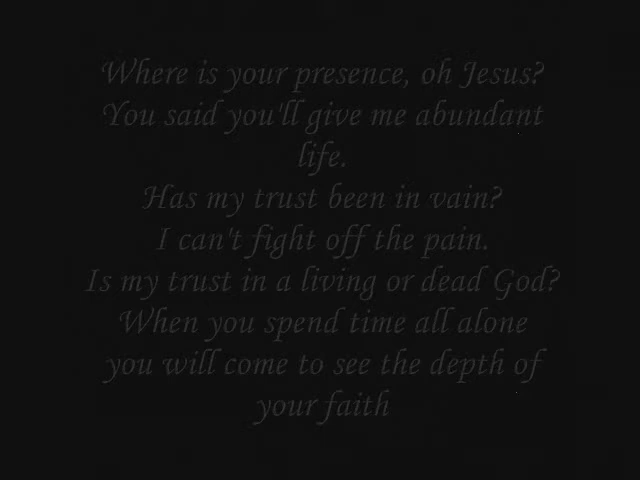 Where is your presence, oh Jesus?
You said you'll give me abundant
life.
Has my trust been in vain?
I can't fight off the pain.
Is my trust in a living or dead God?
When you spend time all alone
you will come to see the depth of
your faith